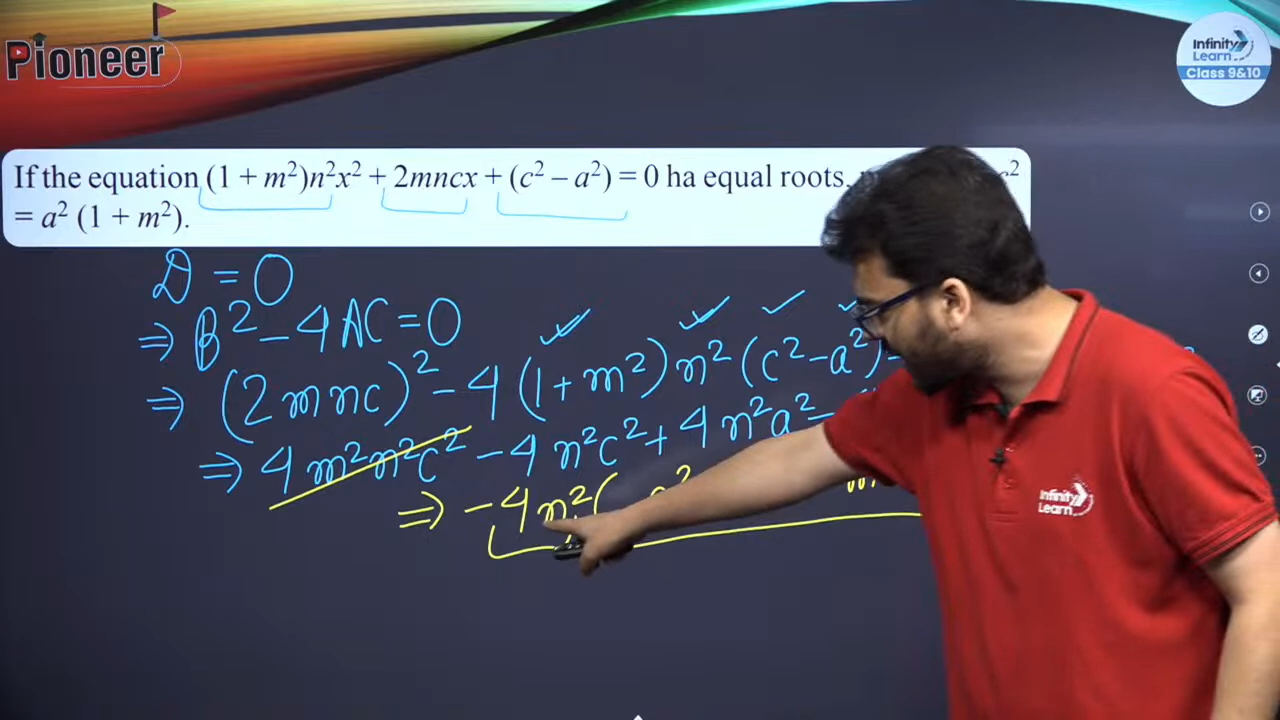 Pioneer
Infinity
Learn
Class 9&10
If the equation (1 + m²)n²x² + 2mncx + (c² – a²) = 0 ha equal roots,
= a² (1 + m²).
D = 0
⇒ B² – 4AC = 0
⇒ (2mnc)² – 4 (1 + m²) n² (c² – a²)
⇒ 4m²n²c² – 4n²c² + 4n²a² –
⇒ – 4n² (
Infinity
Learn